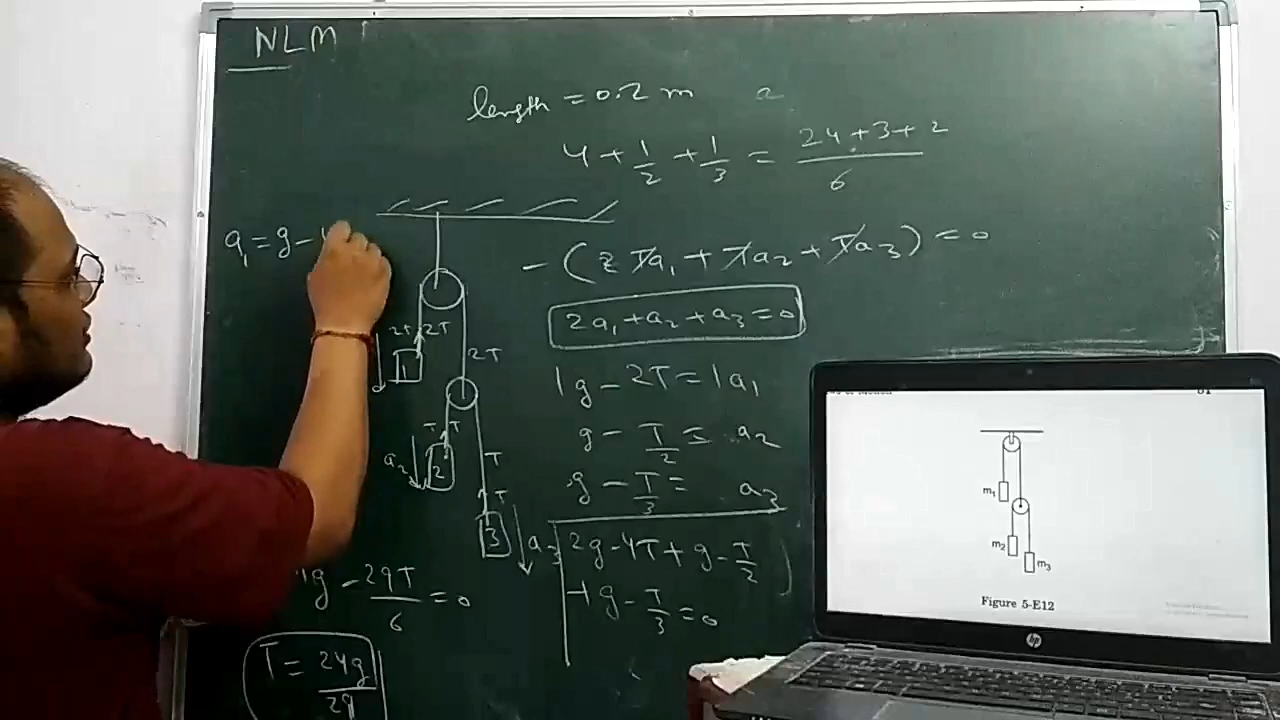 NLM
length = 0.2 m a
4 + 1/2 + 1/3 = 24 + 3 + 2 / 6
a₁ = g -
- (2Ta₁ + Ta₂ + Ta₃) = 0
2a₁ + a₂ + a₃ = 0
2T 2T
1
2T
1g - 2T = 1a₁
T T
a₂ 2
T
g - T/2 = a₂
T
g - T/3 = a₃
3
a₃
2g - 4T + g - T/2
+ g - T/3 = 0
4g - 29T/6 = 0
T = 24g/29
m₁
m₂
m₃
Figure 5-E12
hp